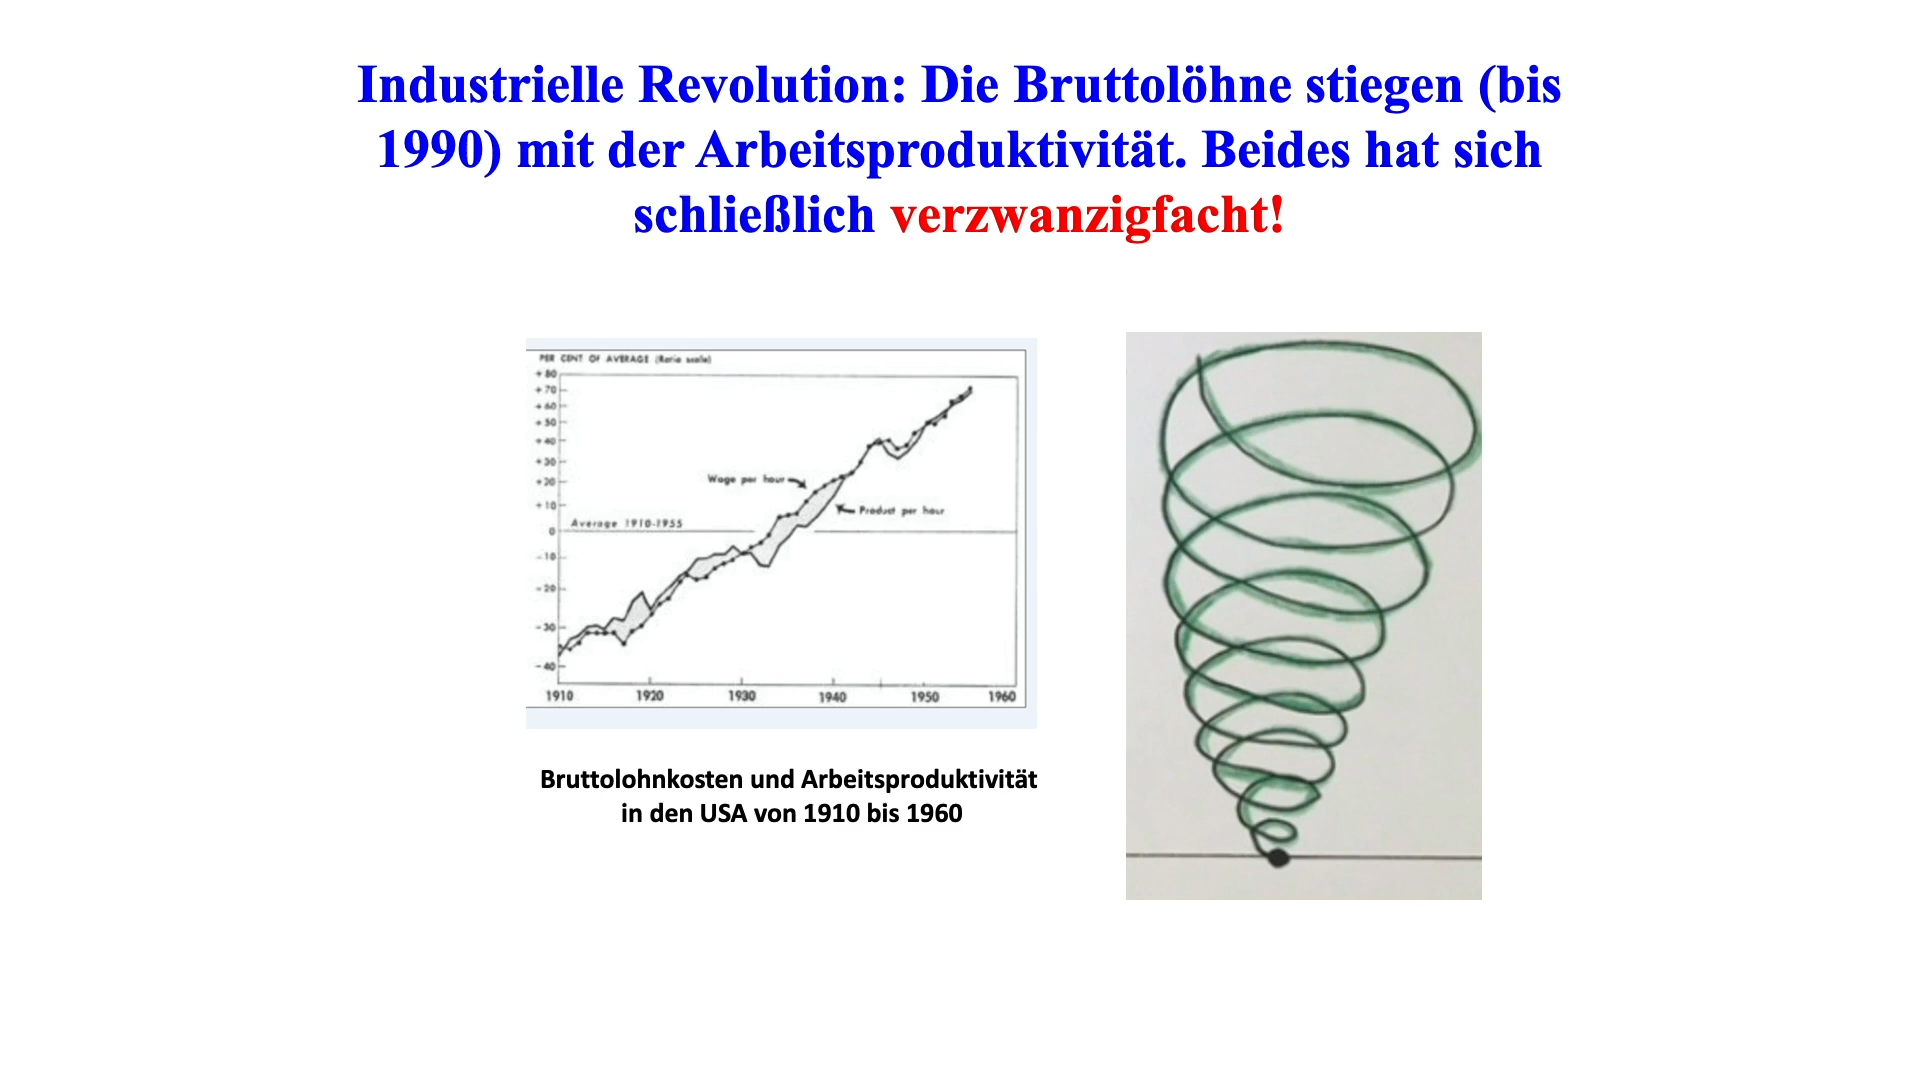 Industrielle Revolution: Die Bruttolöhne stiegen (bis
1990) mit der Arbeitsproduktivität. Beides hat sich
schließlich verzwanzigfacht!
PER CENT OF AVERAGE (Ratio scale)
+80
+70
+60
+50
+40
+30
+20
+10
0
-10
-20
-30
-40
Wage per hour
Product per hour
Average 1910-1955
1910 1920 1930 1940 1950 1960
Bruttolohnkosten und Arbeitsproduktivität
in den USA von 1910 bis 1960